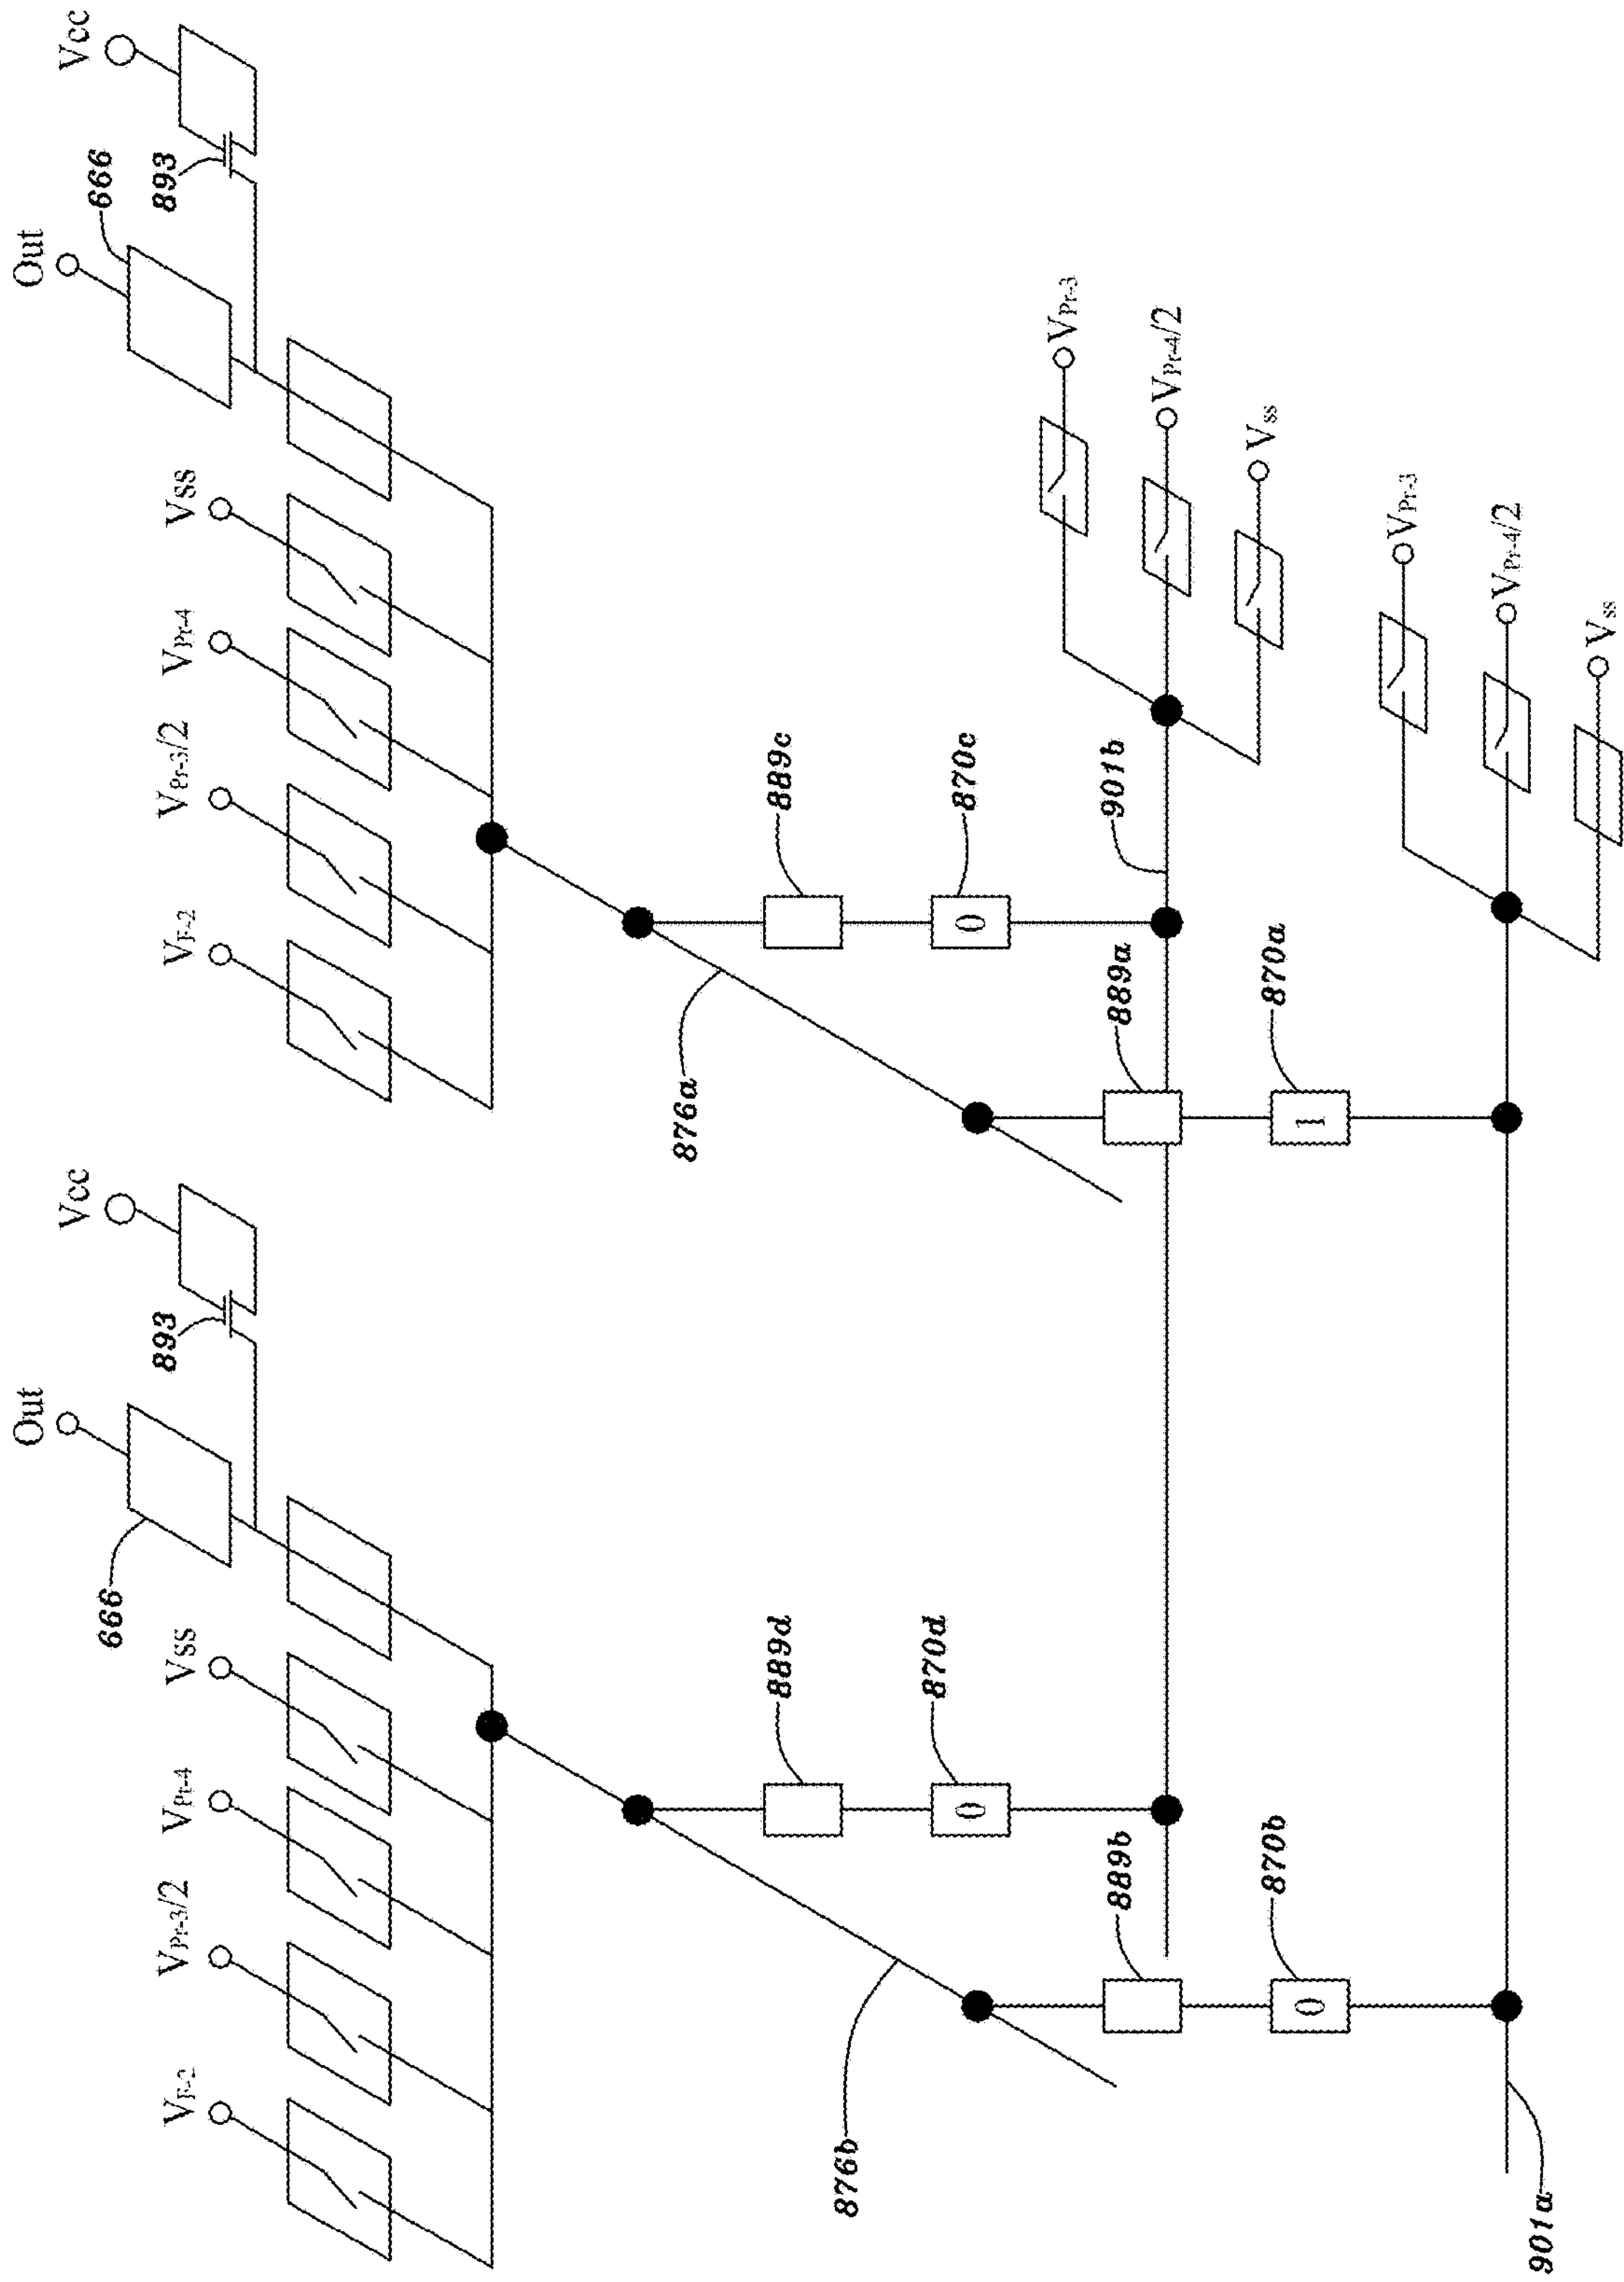 Out
666
Vcc
893
VF-2
VPr-3/2
VPr-4
Vss
Out
666
Vcc
893
VF-2
VPr-3/2
VPr-4
Vss
876b
889d
870d
0
889b
870b
0
876a
889c
870c
0
889a
870a
1
901b
VPr-3
VPr-4/2
Vss
901a
VPr-3
VPr-4/2
Vss